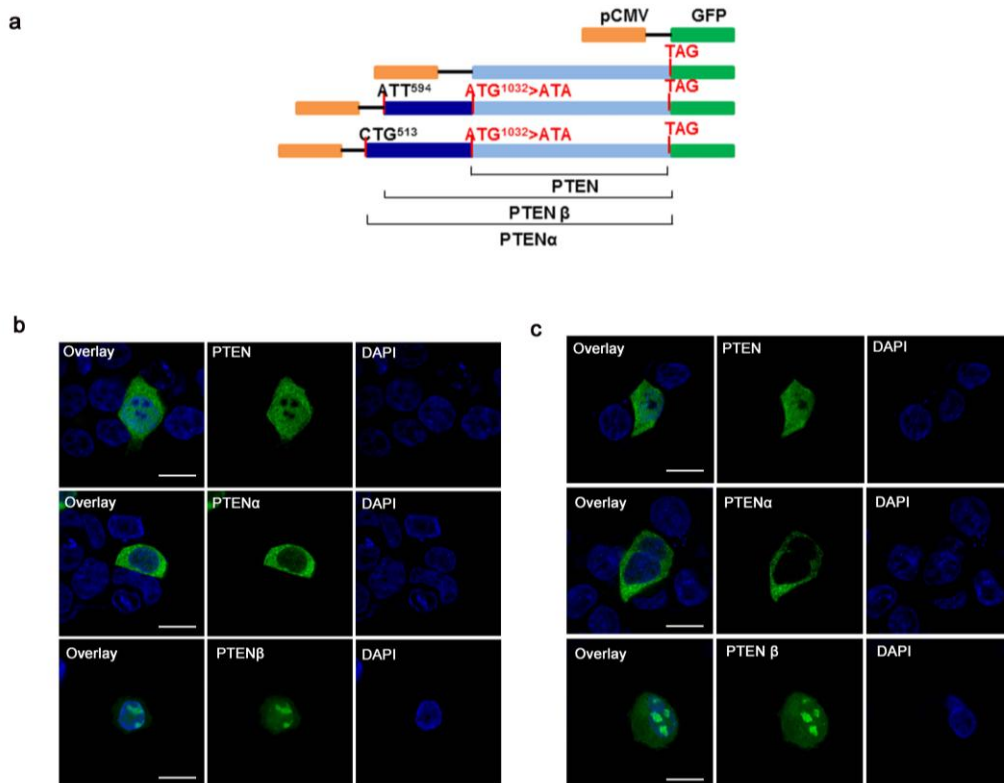 a
pCMV GFP
TAG
ATT594 ATG1032>ATA TAG
CTG513 ATG1032>ATA TAG
PTEN
PTEN β
PTENα
b
Overlay PTEN DAPI
Overlay PTENα DAPI
Overlay PTENβ DAPI
c
Overlay PTEN DAPI
Overlay PTENα DAPI
Overlay PTEN β DAPI